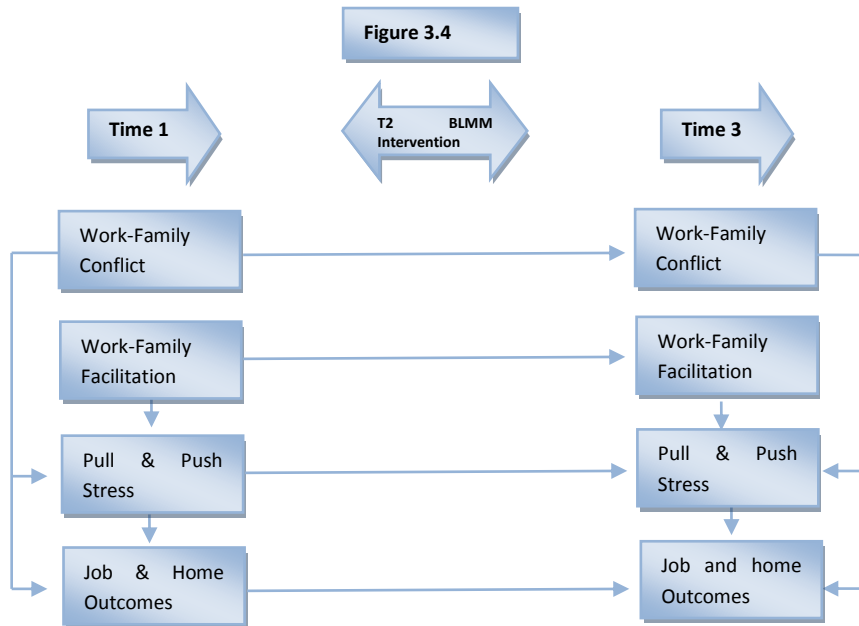 Figure 3.4
Time 1
T2 BLMM
Intervention
Time 3
Work-Family
Conflict
Work-Family
Conflict
Work-Family
Facilitation
Work-Family
Facilitation
Pull & Push
Stress
Pull & Push
Stress
Job & Home
Outcomes
Job and home
Outcomes